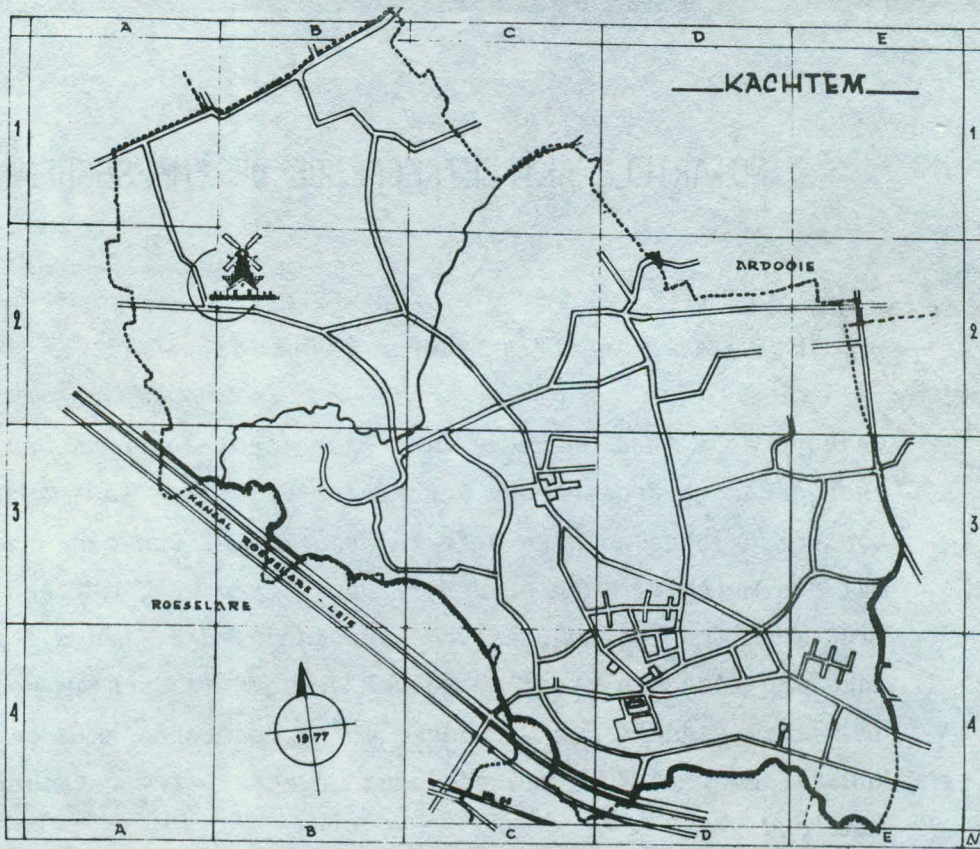 A B C D E
KACHTEM
1 1
ARDOOIE
2 2
3 3
KANAAL ROESELARE - LEIE
ROESELARE
4 4
1977
A B C D E
N